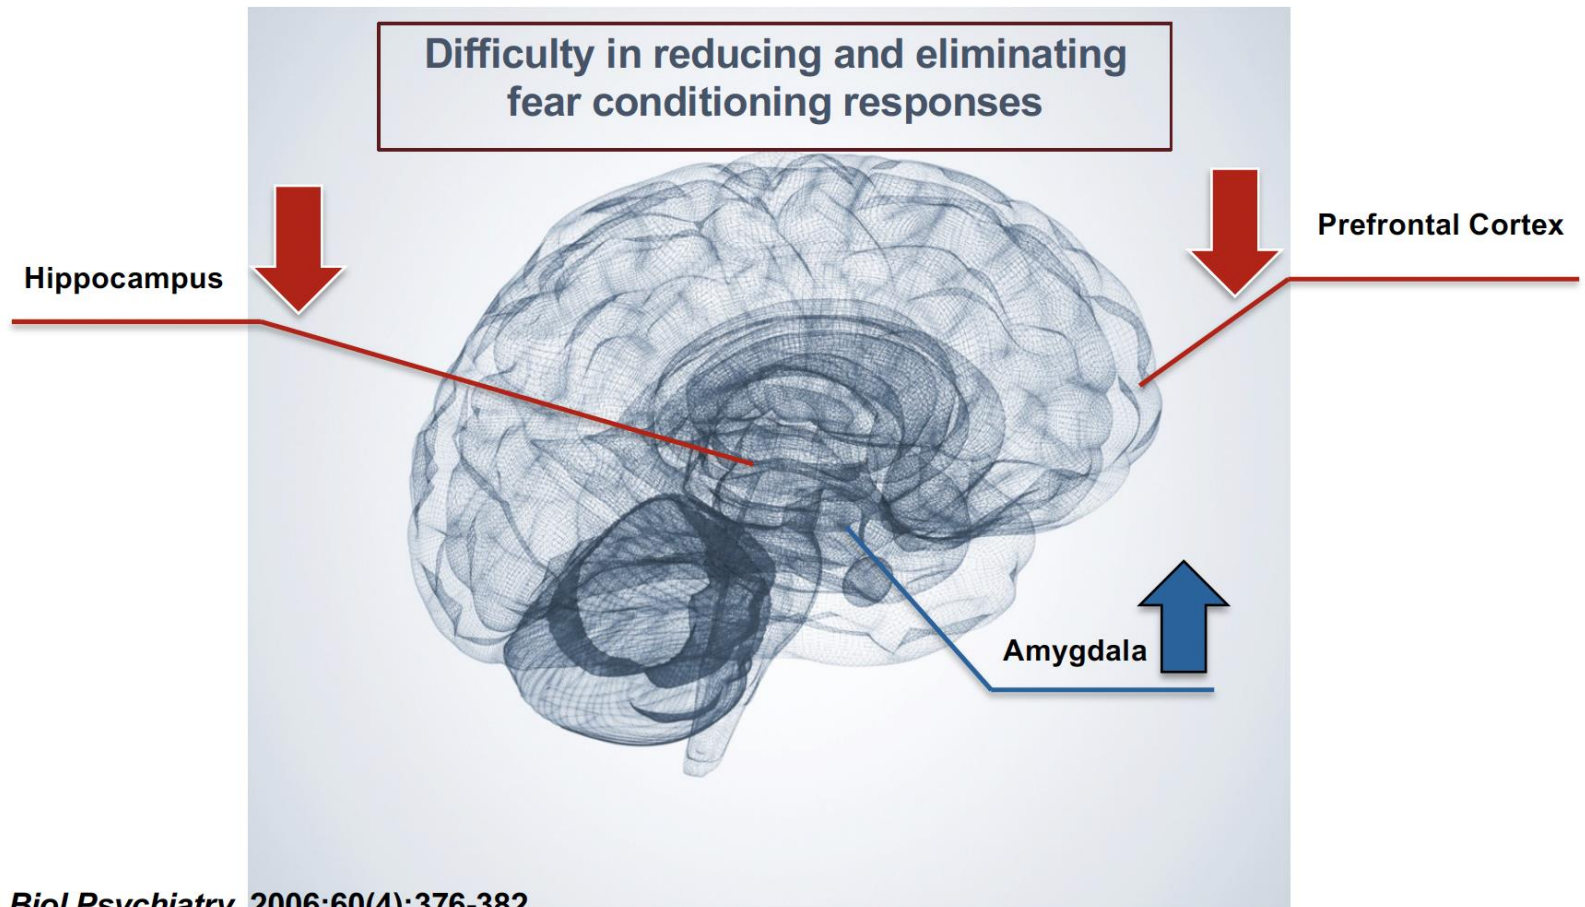 Difficulty in reducing and eliminating
fear conditioning responses
Prefrontal Cortex
Hippocampus
Amygdala
Biol Psychiatry. 2006;60(4):376-382